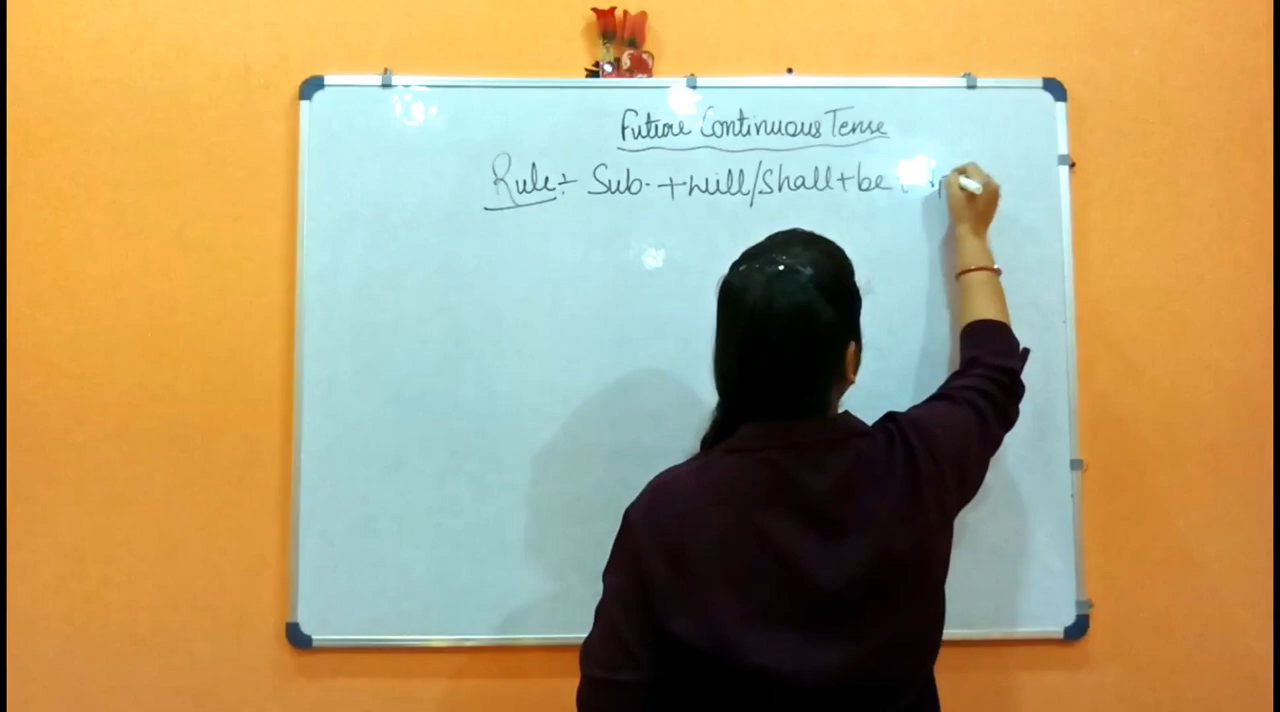 Future Continuous Tense
Rule:- Sub. + will/shall + be +